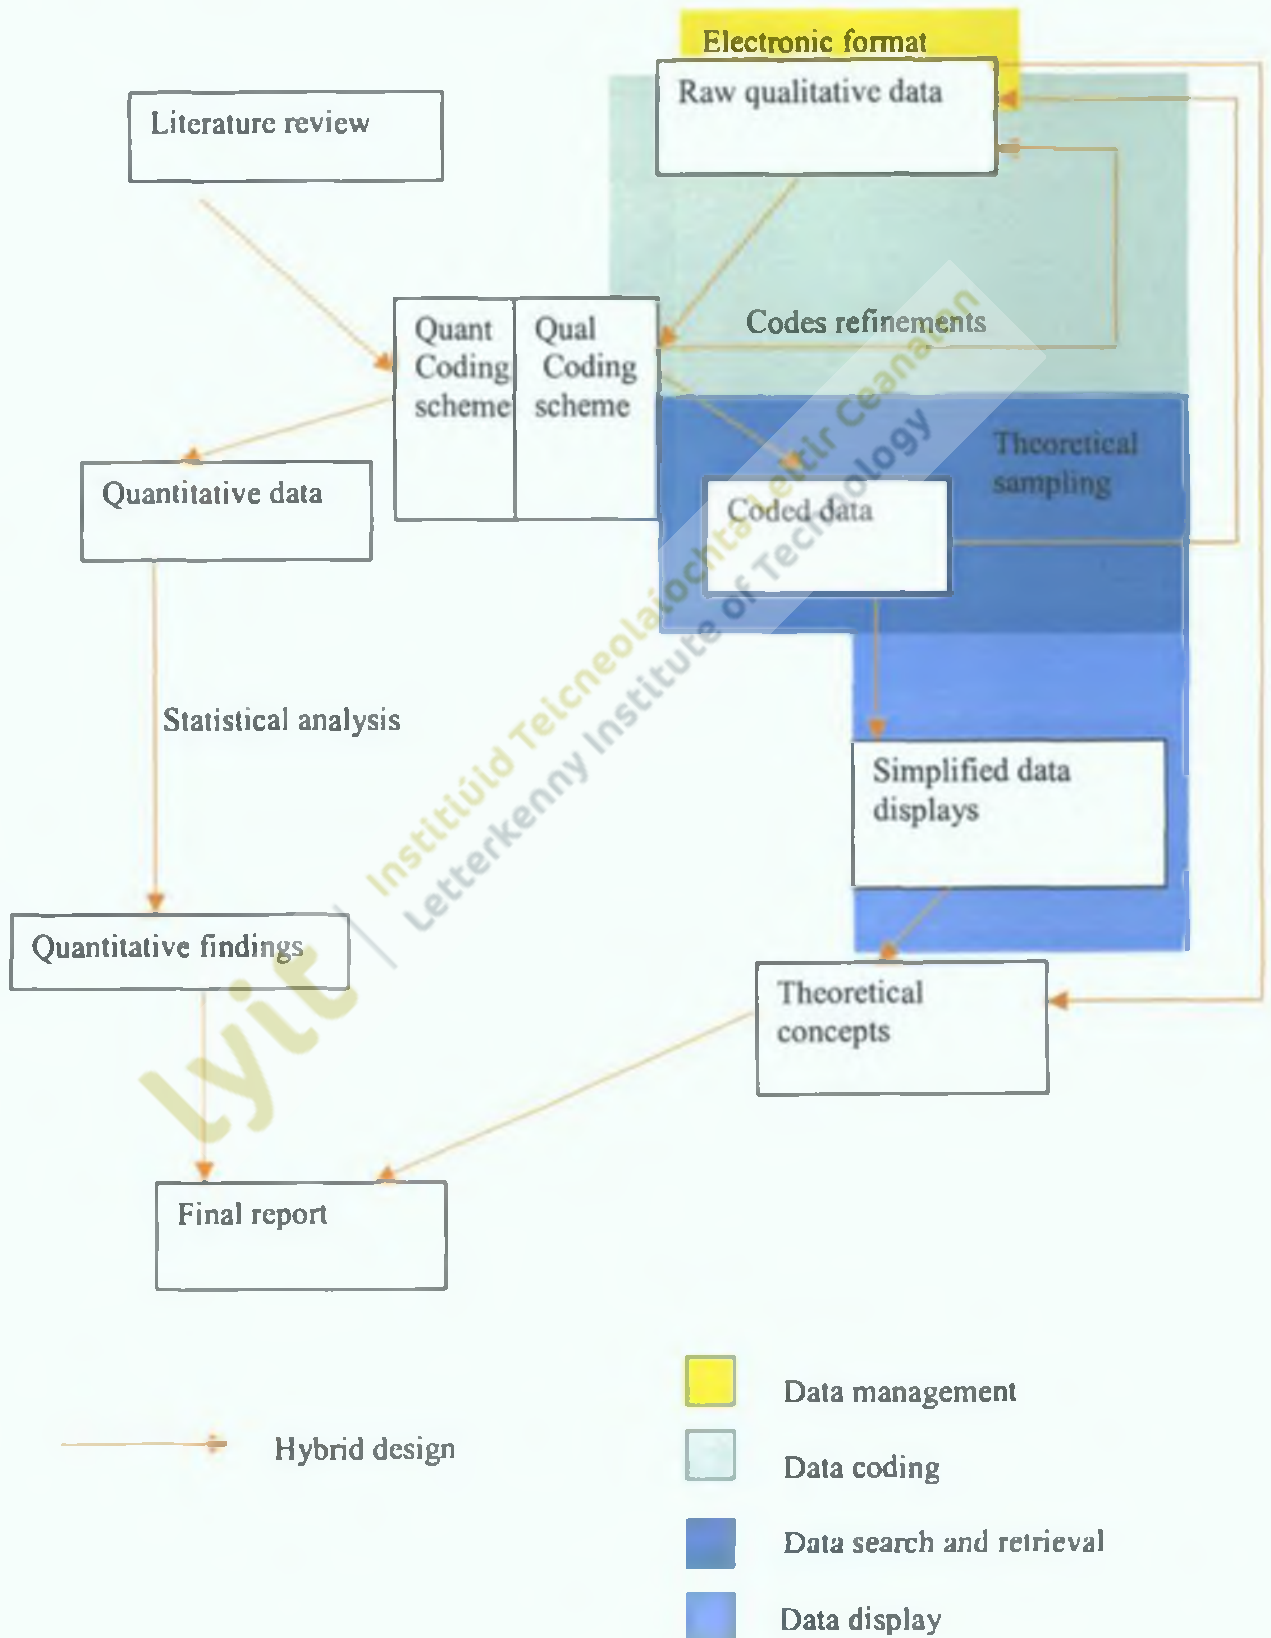 Electronic format
Raw qualitative data
Literature review
Quant
Coding
scheme
Qual
Coding
scheme
Codes refinements
Theoretical
sampling
Quantitative data
Coded data
Statistical analysis
Simplified data
displays
Quantitative findings
Theoretical
concepts
Final report
Hybrid design
Data management
Data coding
Data search and retrieval
Data display
lyit
Institiúid Teicneolaíochta Leitir Ceanainn
Letterkenny Institute of Technology